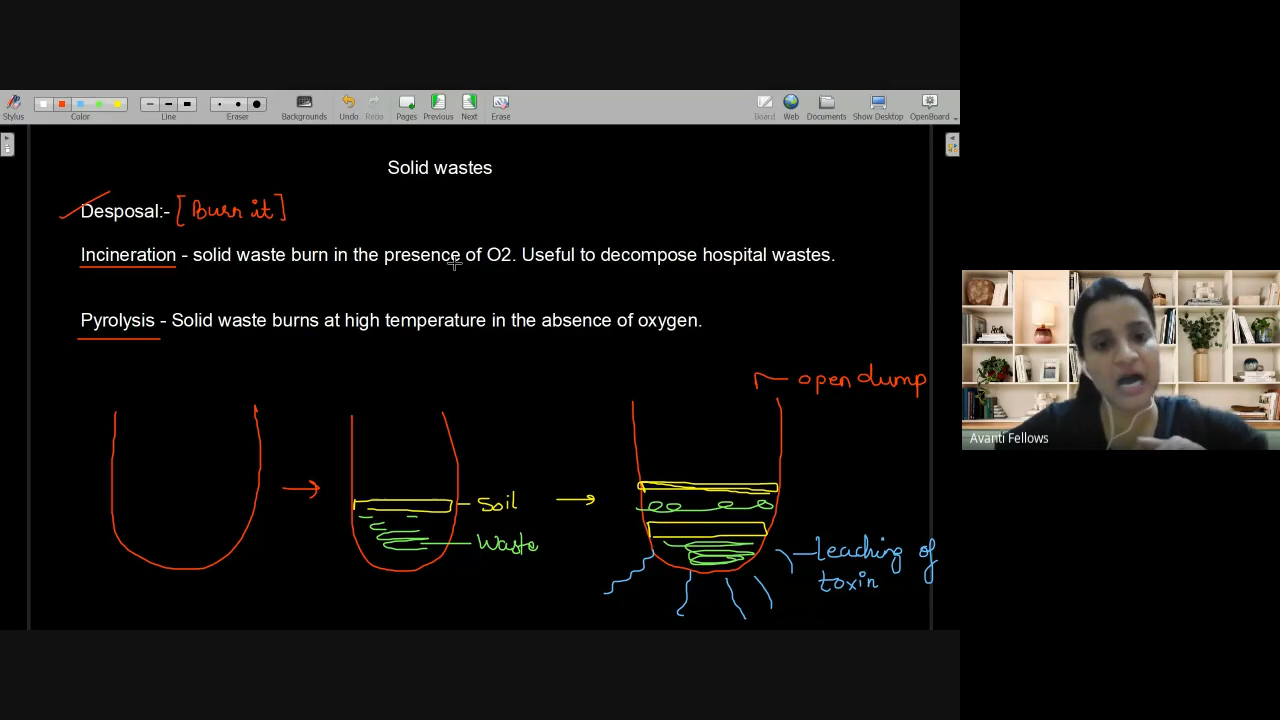 Stylus
Color
Line
Eraser
Backgrounds
Undo
Redo
Pages
Previous
Next
Erase
Board
Web
Documents
Show Desktop
OpenBoard
Solid wastes
Desposal:- [Burn it]
Incineration - solid waste burn in the presence of O2. Useful to decompose hospital wastes.
Pyrolysis - Solid waste burns at high temperature in the absence of oxygen.
open dump
Soil
Waste
Leaching of
toxin
Avanti Fellows